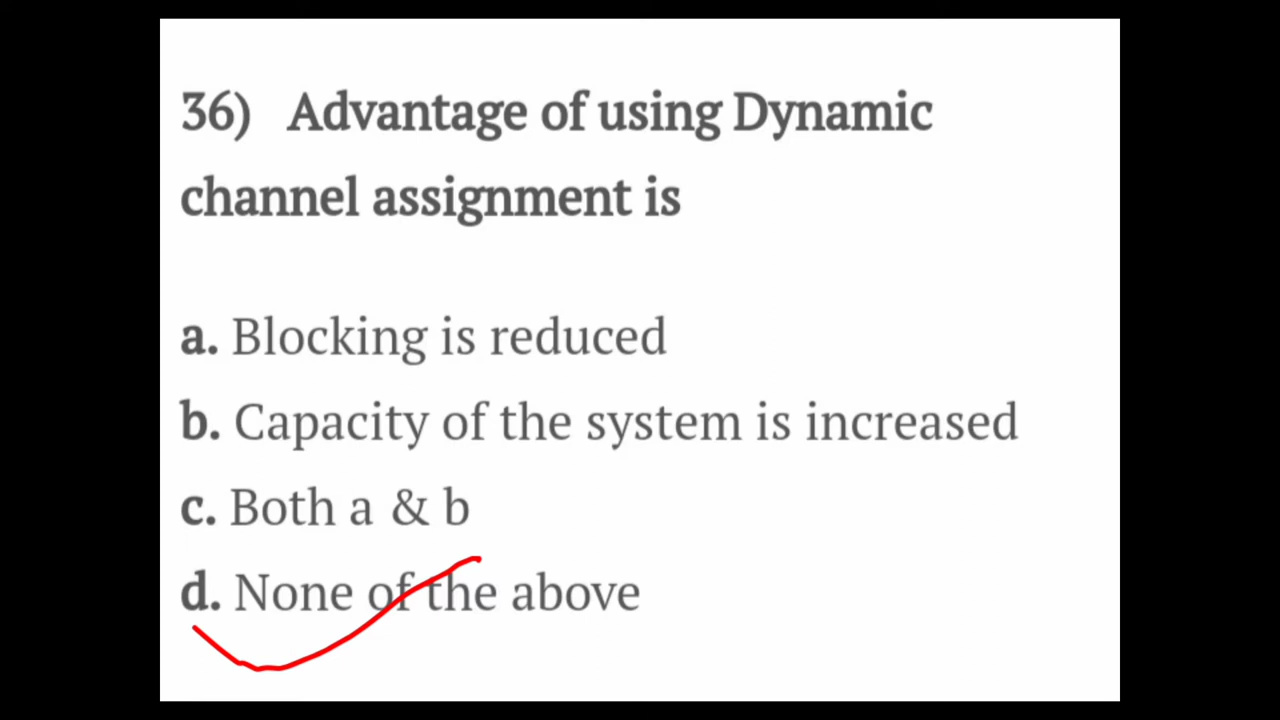 36) Advantage of using Dynamic
channel assignment is
a. Blocking is reduced
b. Capacity of the system is increased
c. Both a & b
d. None of the above